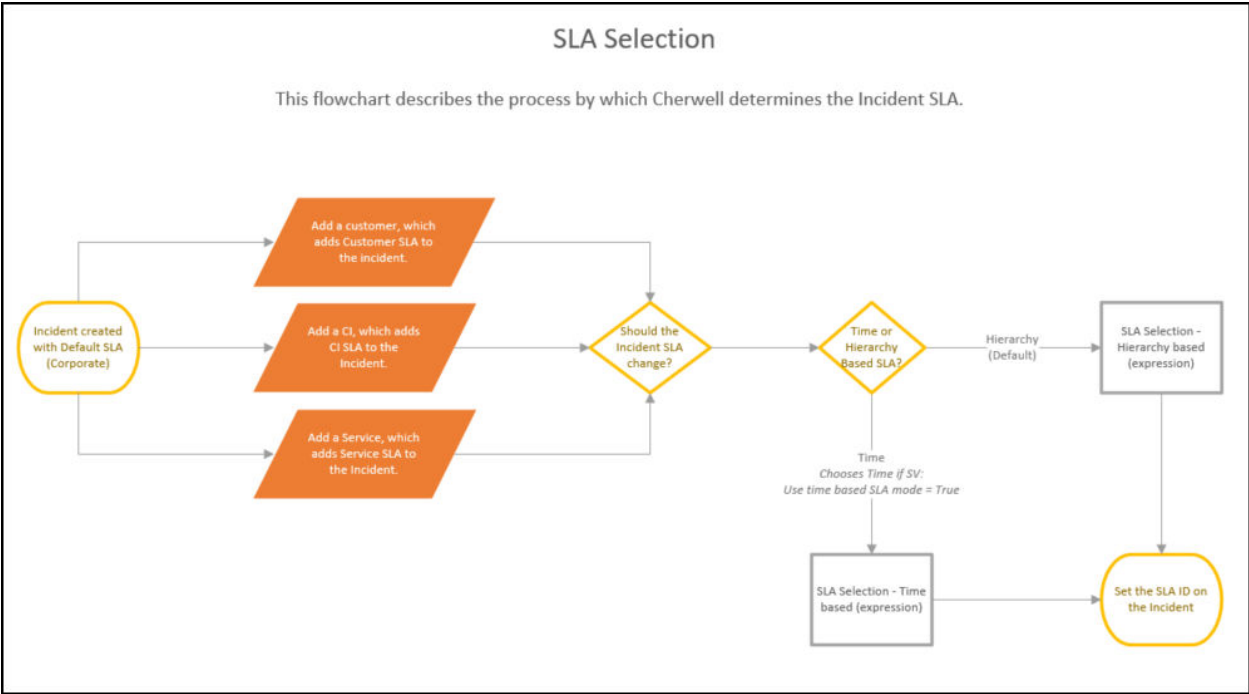 SLA Selection
This flowchart describes the process by which Cherwell determines the Incident SLA.
Add a customer, which
adds Customer SLA to
the incident.
Incident created
with Default SLA
(Corporate)
Add a CI, which adds
CI SLA to the
Incident.
Add a Service, which
adds Service SLA to
the Incident.
Should the
Incident SLA
change?
Time or
Hierarchy
Based SLA?
Hierarchy
(Default)
SLA Selection -
Hierarchy based
(expression)
Time
Chooses Time if SV:
Use time based SLA mode = True
SLA Selection - Time
based (expression)
Set the SLA ID on
the Incident